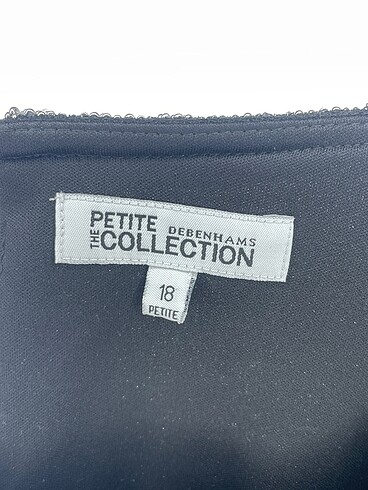 PETITE DEBENHAMS
THE COLLECTION
18
PETITE